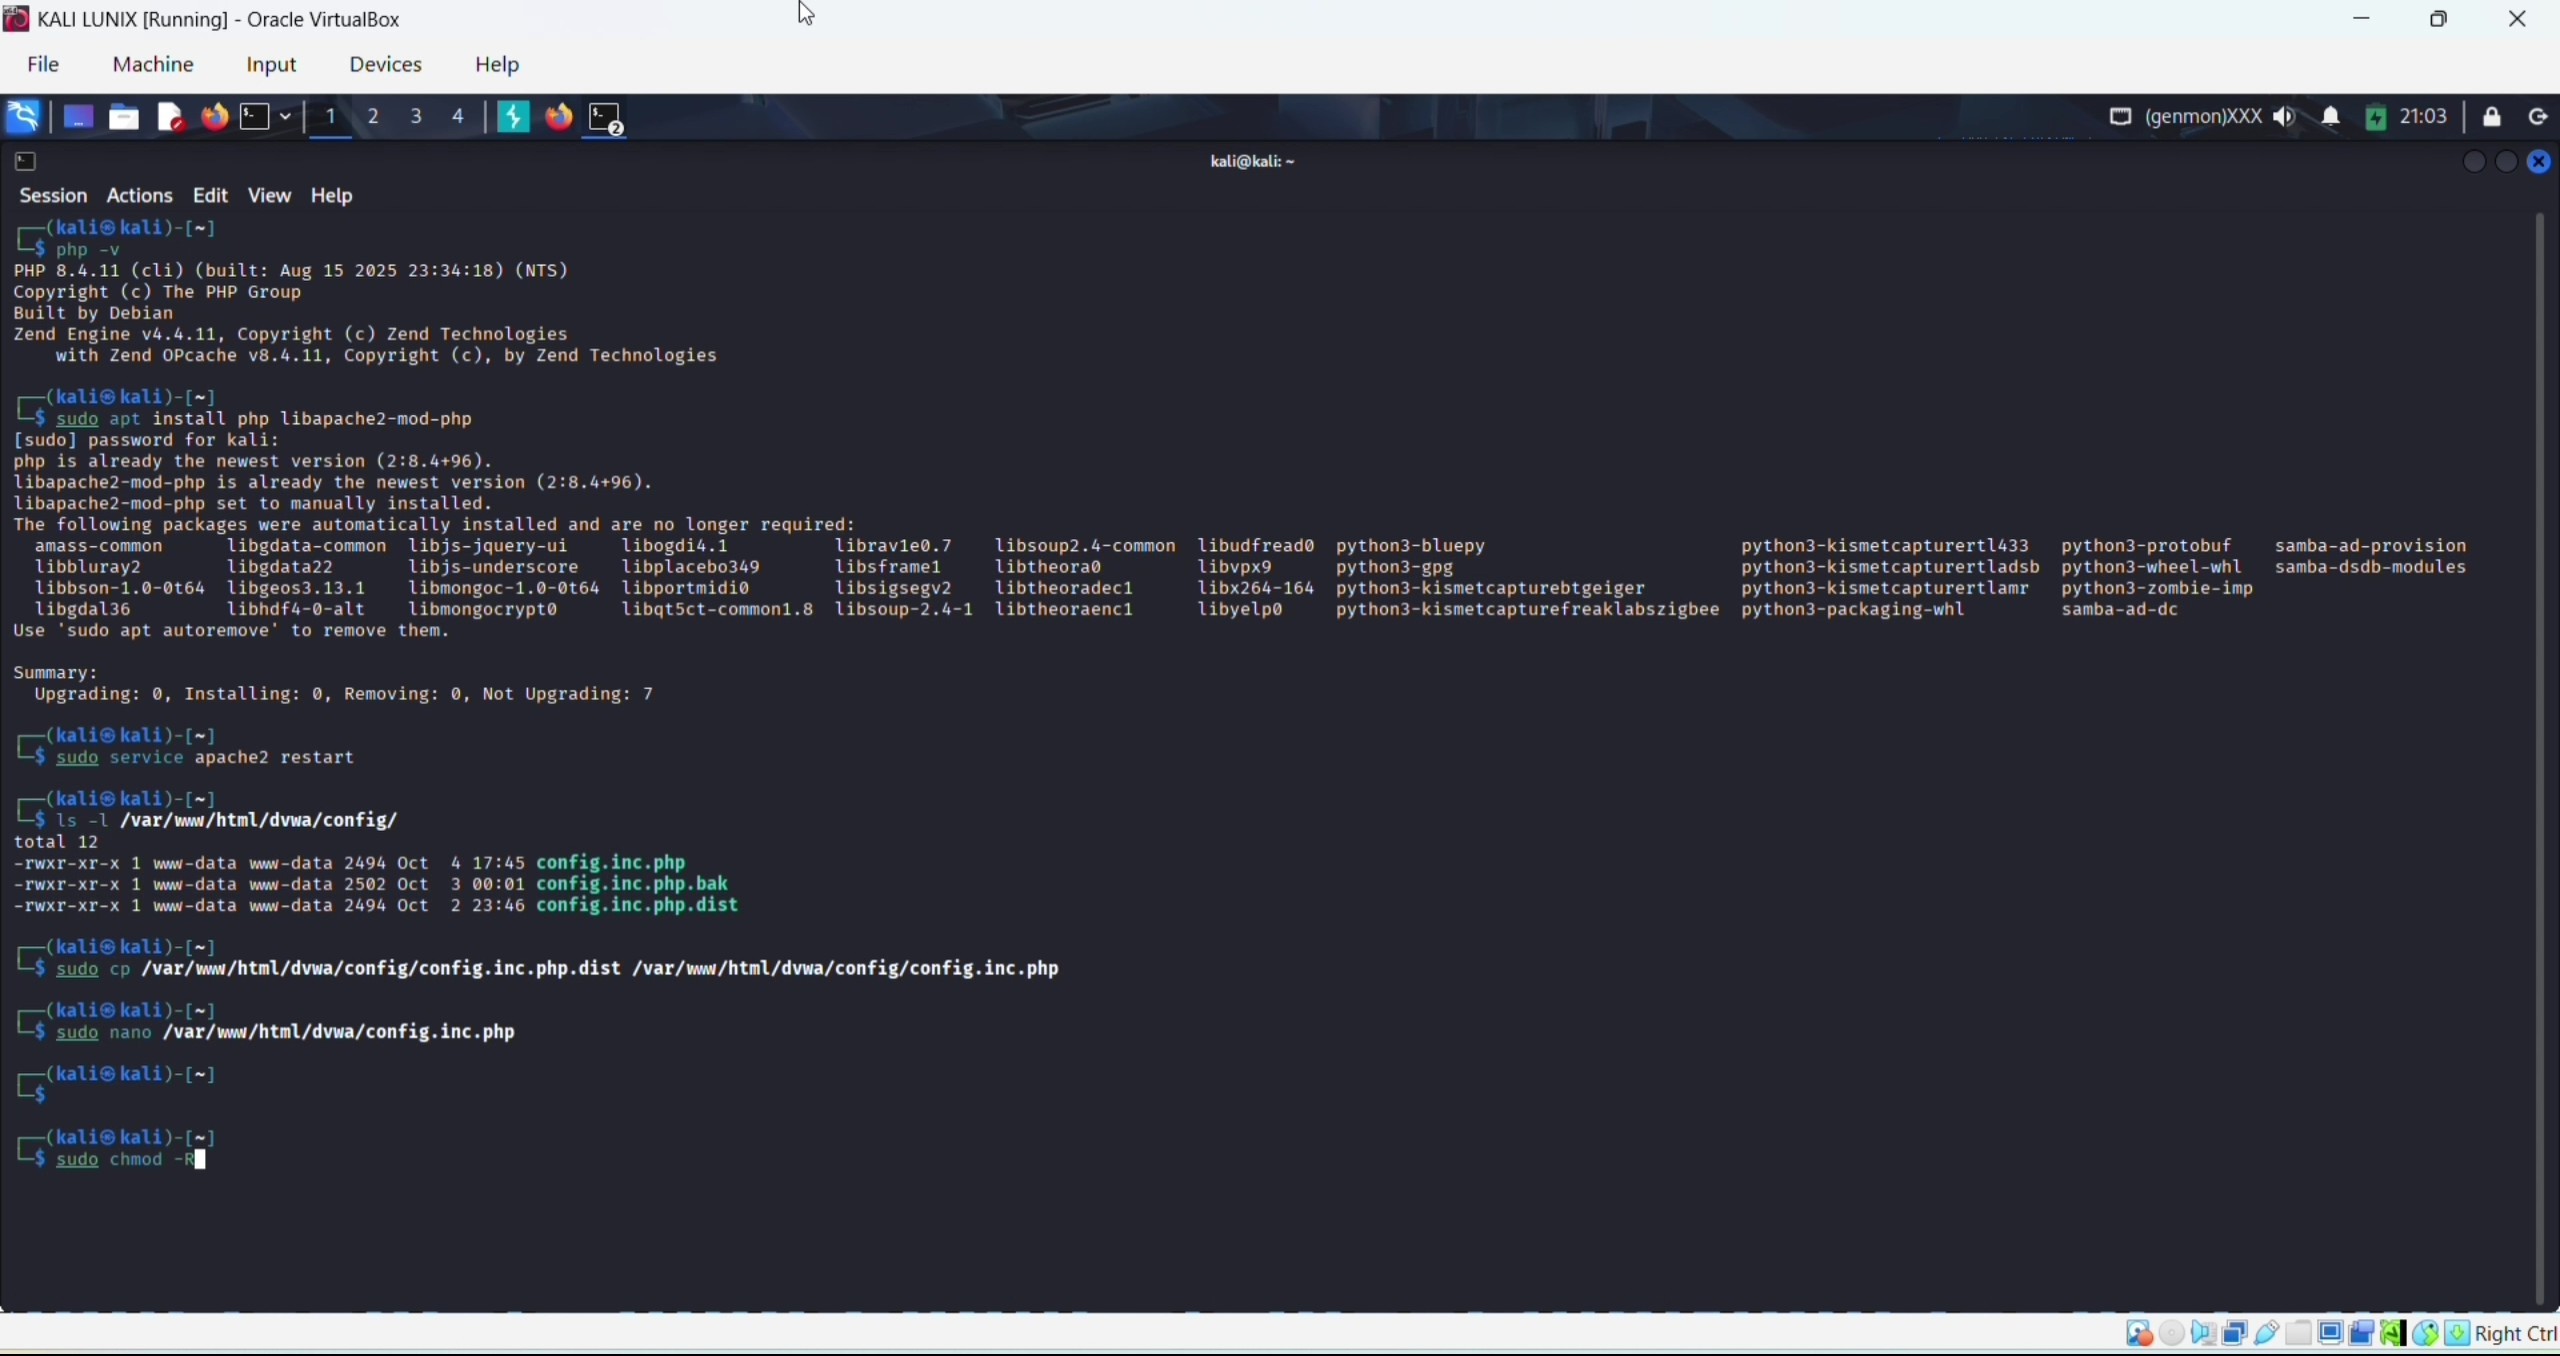 KALI LUNIX [Running] - Oracle VirtualBox
File Machine Input Devices Help
1 2 3 4 2 (genmon)XXX 21:03
kali@kali: ~
Session Actions Edit View Help
┌──(kali㉿kali)-[~]
└─$ php -v
PHP 8.4.11 (cli) (built: Aug 15 2025 23:34:18) (NTS)
Copyright (c) The PHP Group
Built by Debian
Zend Engine v4.4.11, Copyright (c) Zend Technologies
    with Zend OPcache v8.4.11, Copyright (c), by Zend Technologies
┌──(kali㉿kali)-[~]
└─$ sudo apt install php libapache2-mod-php
[sudo] password for kali:
php is already the newest version (2:8.4+96).
libapache2-mod-php is already the newest version (2:8.4+96).
libapache2-mod-php set to manually installed.
The following packages were automatically installed and are no longer required:
  amass-common libgdata-common libjs-jquery-ui libogdi4.1 librav1e0.7 libsoup2.4-common libudfread0 python3-bluepy python3-kismetcapturertl433 python3-protobuf samba-ad-provision
  libbluray2 libgdata22 libjs-underscore libplacebo349 libsframe1 libtheora0 libvpx9 python3-gpg python3-kismetcapturertladsb python3-wheel-whl samba-dsdb-modules
  libbson-1.0-0t64 libgeos3.13.1 libmongoc-1.0-0t64 libportmidi0 libsigsegv2 libtheoradec1 libx264-164 python3-kismetcapturebtgeiger python3-kismetcapturertlamr python3-zombie-imp
  libgdal36 libhdf4-0-alt libmongocrypt0 libqt5ct-common1.8 libsoup-2.4-1 libtheoraenc1 libyelp0 python3-kismetcapturefreaklabszigbee python3-packaging-whl samba-ad-dc
Use 'sudo apt autoremove' to remove them.
Summary:
  Upgrading: 0, Installing: 0, Removing: 0, Not Upgrading: 7
┌──(kali㉿kali)-[~]
└─$ sudo service apache2 restart
┌──(kali㉿kali)-[~]
└─$ ls -l /var/www/html/dvwa/config/
total 12
-rwxr-xr-x 1 www-data www-data 2494 Oct  4 17:45 config.inc.php
-rwxr-xr-x 1 www-data www-data 2502 Oct  3 00:01 config.inc.php.bak
-rwxr-xr-x 1 www-data www-data 2494 Oct  2 23:46 config.inc.php.dist
┌──(kali㉿kali)-[~]
└─$ sudo cp /var/www/html/dvwa/config/config.inc.php.dist /var/www/html/dvwa/config/config.inc.php
┌──(kali㉿kali)-[~]
└─$ sudo nano /var/www/html/dvwa/config.inc.php
┌──(kali㉿kali)-[~]
└─$
┌──(kali㉿kali)-[~]
└─$ sudo chmod -R
Right Ctrl